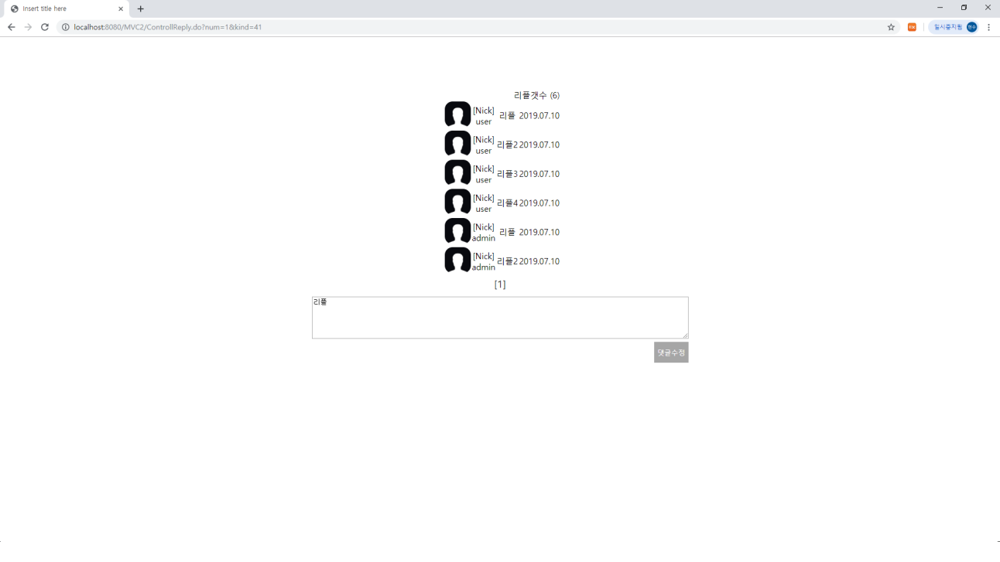 Insert title here
localhost:8080/MVC2/ControllReply.do?num=1&kind=41
일시중지됨 현수
리플갯수 (6)
[Nick]
user
리플 2019.07.10
[Nick]
user
리플2 2019.07.10
[Nick]
user
리플3 2019.07.10
[Nick]
user
리플4 2019.07.10
[Nick]
admin
리플 2019.07.10
[Nick]
admin
리플2 2019.07.10
[1]
리플
댓글수정